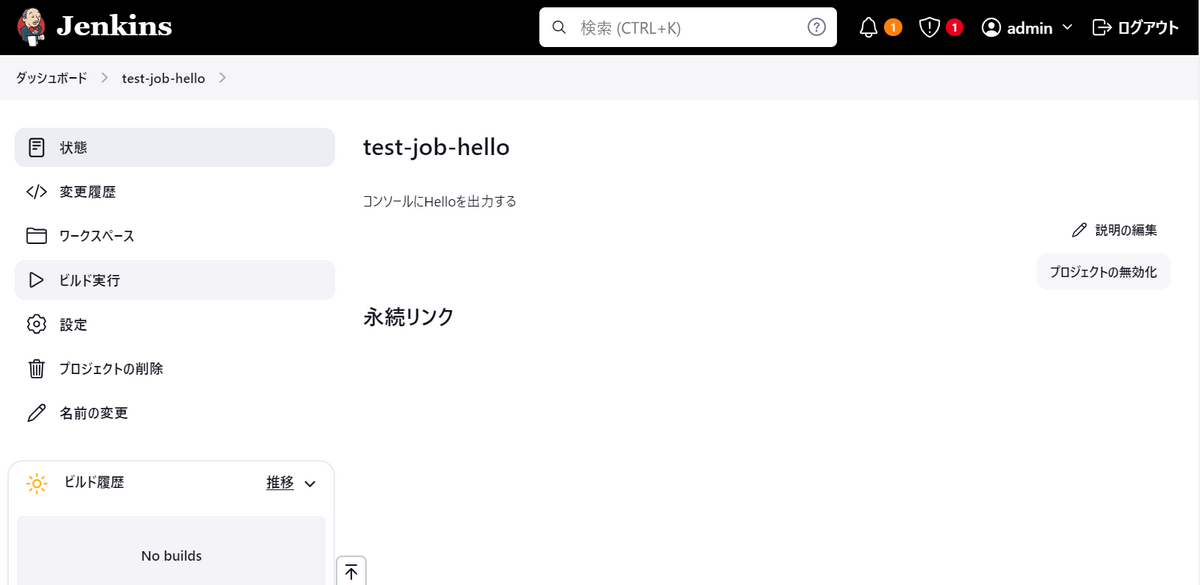 Jenkins
検索 (CTRL+K)
?
1
1
admin
ログアウト
ダッシュボード
test-job-hello
状態
変更履歴
ワークスペース
ビルド実行
設定
プロジェクトの削除
名前の変更
ビルド履歴
推移
No builds
test-job-hello
コンソールにHelloを出力する
説明の編集
プロジェクトの無効化
永続リンク